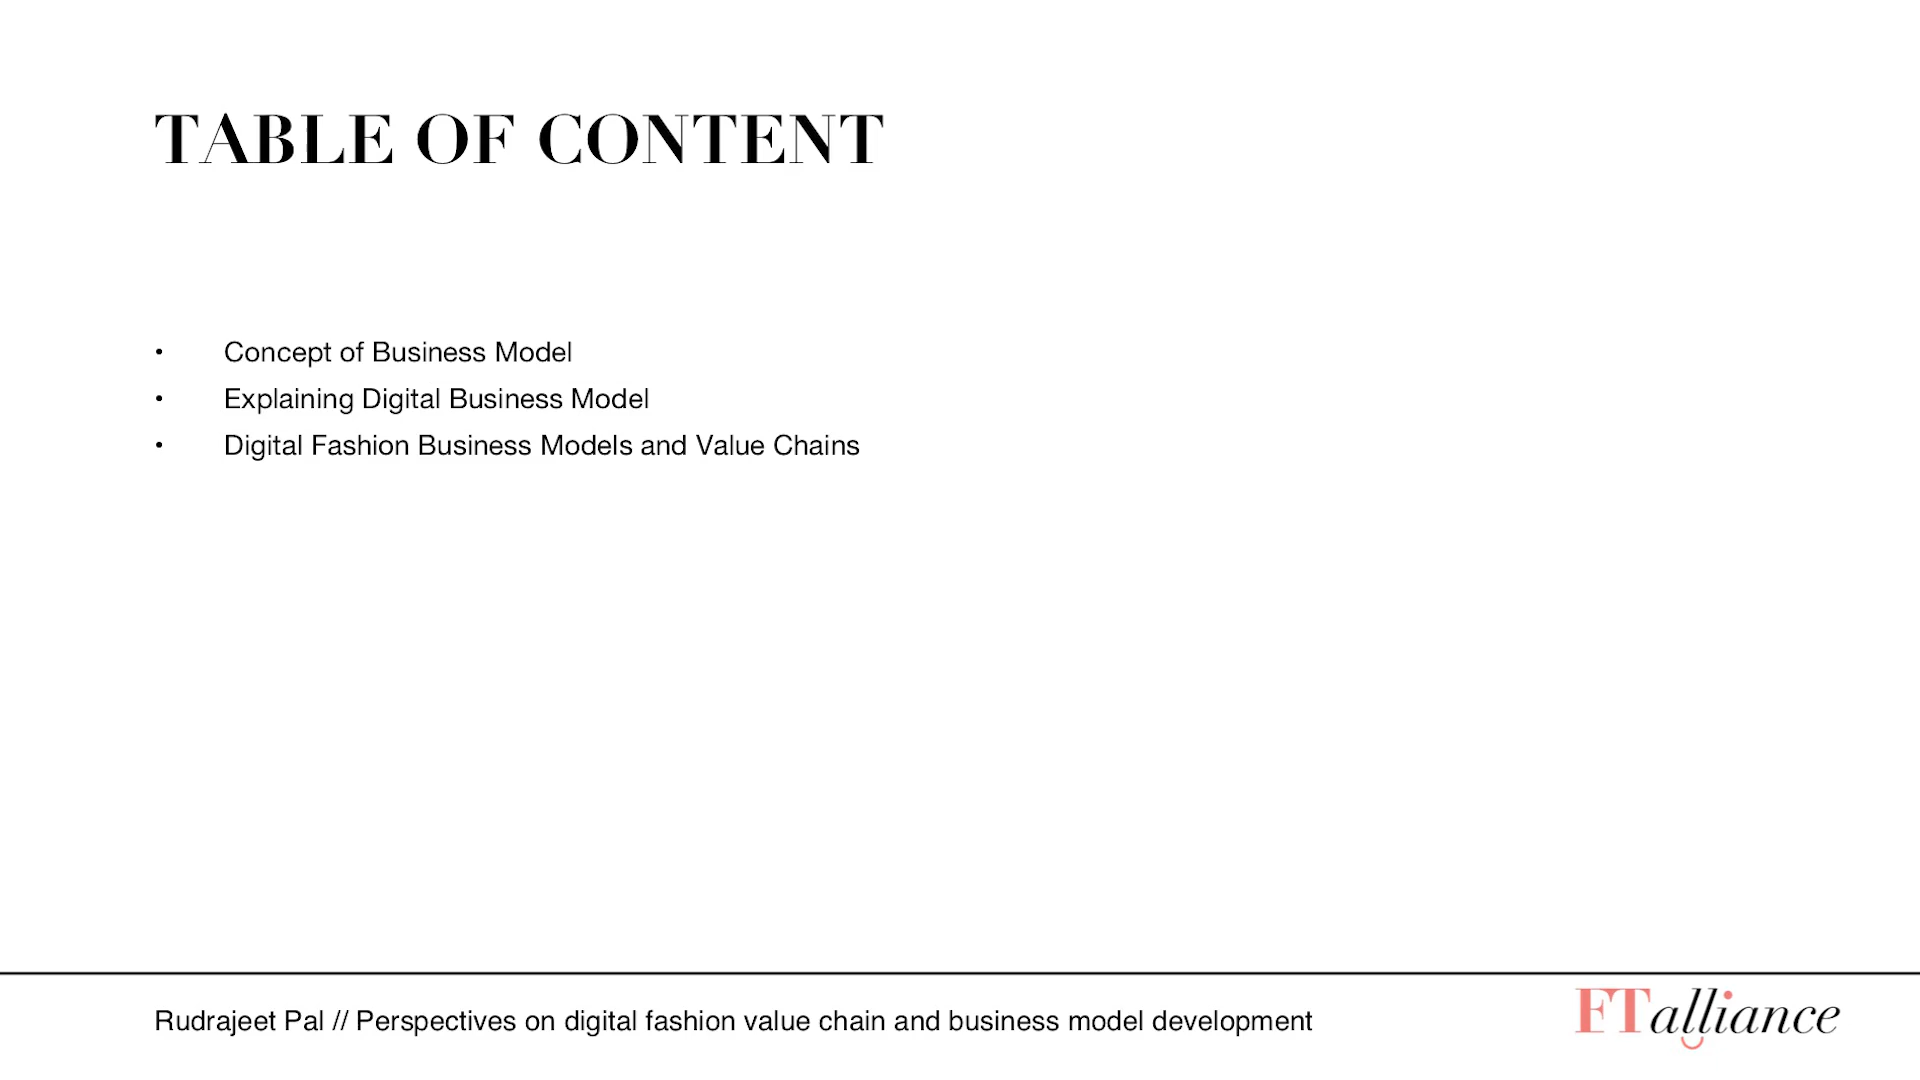 TABLE OF CONTENT
• Concept of Business Model
• Explaining Digital Business Model
• Digital Fashion Business Models and Value Chains
Rudrajeet Pal // Perspectives on digital fashion value chain and business model development
FTalliance